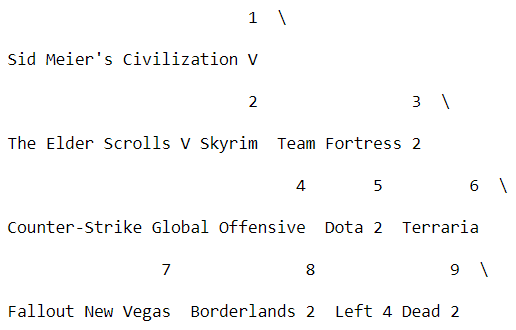 1 \
Sid Meier's Civilization V
2 3 \
The Elder Scrolls V Skyrim Team Fortress 2
4 5 6 \
Counter-Strike Global Offensive Dota 2 Terraria
7 8 9 \
Fallout New Vegas Borderlands 2 Left 4 Dead 2